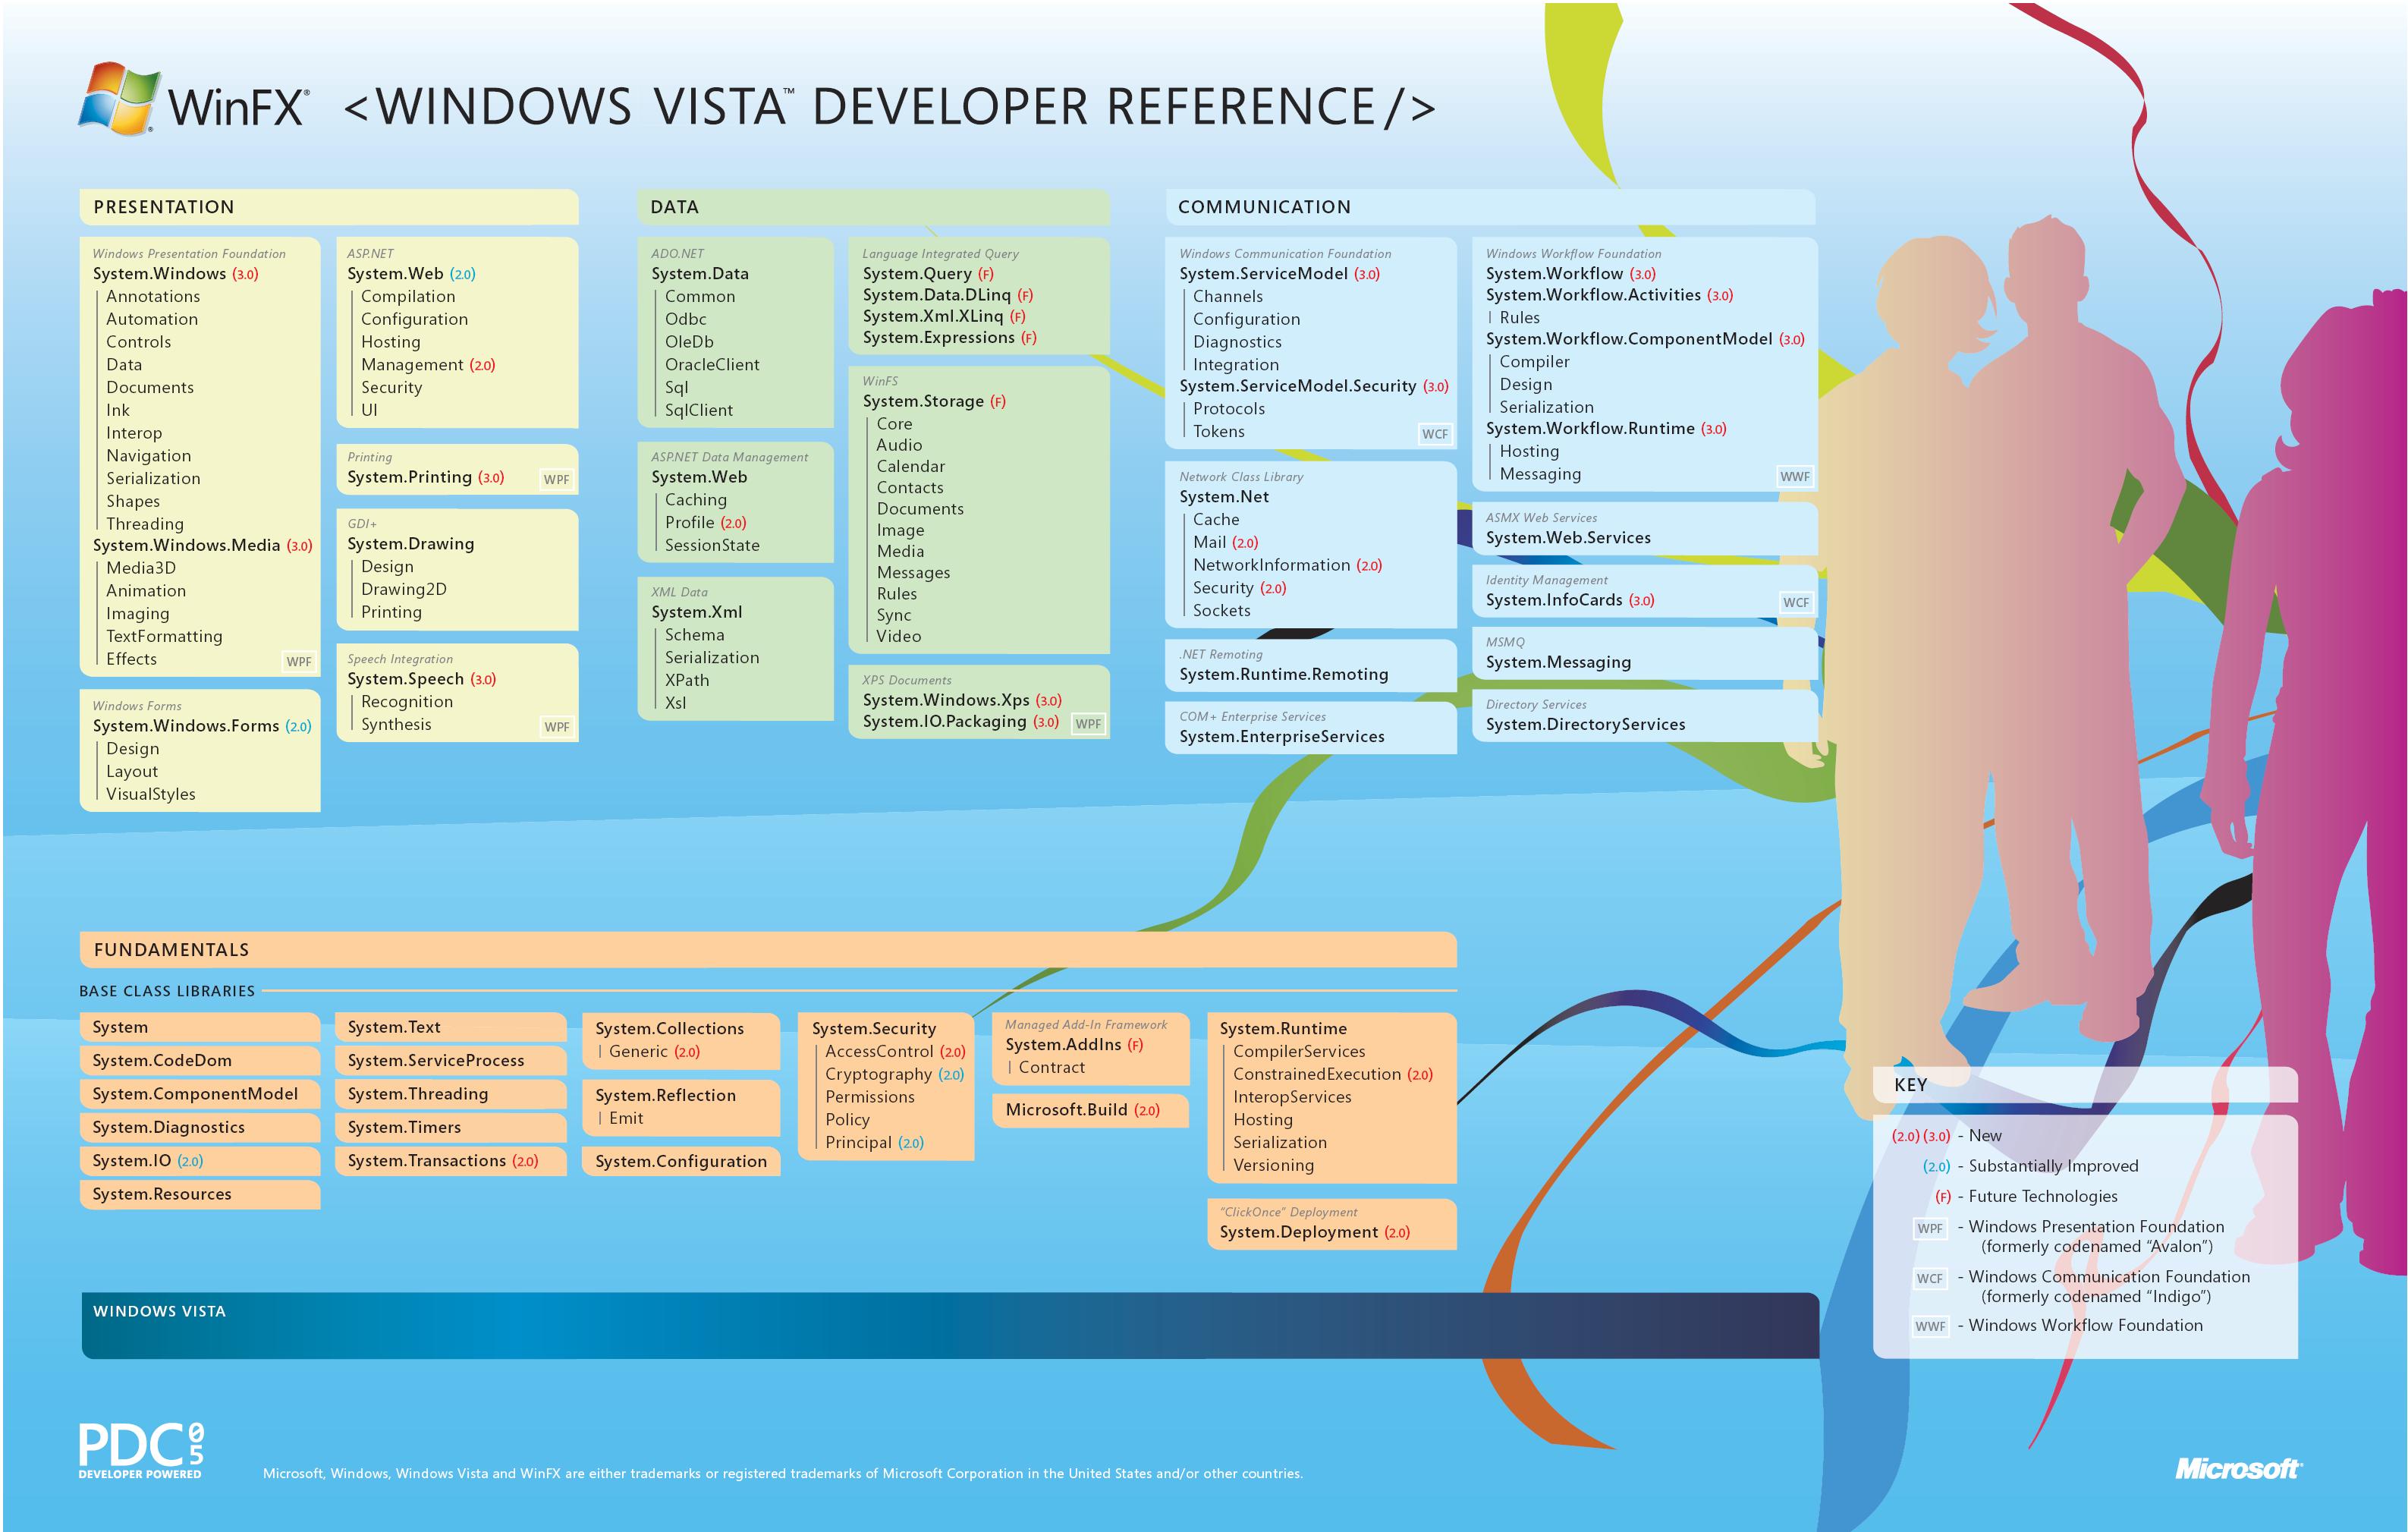 WinFX® <WINDOWS VISTA™ DEVELOPER REFERENCE/>
PRESENTATION
Windows Presentation Foundation
System.Windows (3.0)
Annotations
Automation
Controls
Data
Documents
Ink
Interop
Navigation
Serialization
Shapes
Threading
System.Windows.Media (3.0)
Media3D
Animation
Imaging
TextFormatting
Effects
WPF
Windows Forms
System.Windows.Forms (2.0)
Design
Layout
VisualStyles
ASP.NET
System.Web (2.0)
Compilation
Configuration
Hosting
Management (2.0)
Security
UI
Printing
System.Printing (3.0) WPF
GDI+
System.Drawing
Design
Drawing2D
Printing
Speech Integration
System.Speech (3.0)
Recognition
Synthesis WPF
DATA
ADO.NET
System.Data
Common
Odbc
OleDb
OracleClient
Sql
SqlClient
ASP.NET Data Management
System.Web
Caching
Profile (2.0)
SessionState
XML Data
System.Xml
Schema
Serialization
XPath
Xsl
Language Integrated Query
System.Query (F)
System.Data.DLinq (F)
System.Xml.XLinq (F)
System.Expressions (F)
WinFS
System.Storage (F)
Core
Audio
Calendar
Contacts
Documents
Image
Media
Messages
Rules
Sync
Video
XPS Documents
System.Windows.Xps (3.0)
System.IO.Packaging (3.0) WPF
COMMUNICATION
Windows Communication Foundation
System.ServiceModel (3.0)
Channels
Configuration
Diagnostics
Integration
System.ServiceModel.Security (3.0)
Protocols
Tokens WCF
Network Class Library
System.Net
Cache
Mail (2.0)
NetworkInformation (2.0)
Security (2.0)
Sockets
.NET Remoting
System.Runtime.Remoting
COM+ Enterprise Services
System.EnterpriseServices
Windows Workflow Foundation
System.Workflow (3.0)
System.Workflow.Activities (3.0)
Rules
System.Workflow.ComponentModel (3.0)
Compiler
Design
Serialization
System.Workflow.Runtime (3.0)
Hosting
Messaging WWF
ASMX Web Services
System.Web.Services
Identity Management
System.InfoCards (3.0) WCF
MSMQ
System.Messaging
Directory Services
System.DirectoryServices
FUNDAMENTALS
BASE CLASS LIBRARIES
System
System.CodeDom
System.ComponentModel
System.Diagnostics
System.IO (2.0)
System.Resources
System.Text
System.ServiceProcess
System.Threading
System.Timers
System.Transactions (2.0)
System.Collections
Generic (2.0)
System.Reflection
Emit
System.Configuration
System.Security
AccessControl (2.0)
Cryptography (2.0)
Permissions
Policy
Principal (2.0)
Managed Add-In Framework
System.AddIns (F)
Contract
Microsoft.Build (2.0)
System.Runtime
CompilerServices
ConstrainedExecution (2.0)
InteropServices
Hosting
Serialization
Versioning
"ClickOnce" Deployment
System.Deployment (2.0)
KEY
(2.0) (3.0) - New
(2.0) - Substantially Improved
(F) - Future Technologies
WPF - Windows Presentation Foundation
(formerly codenamed “Avalon”)
WCF - Windows Communication Foundation
(formerly codenamed “Indigo”)
WWF - Windows Workflow Foundation
WINDOWS VISTA
PDC 05
DEVELOPER POWERED
Microsoft, Windows, Windows Vista and WinFX are either trademarks or registered trademarks of Microsoft Corporation in the United States and/or other countries.
Microsoft